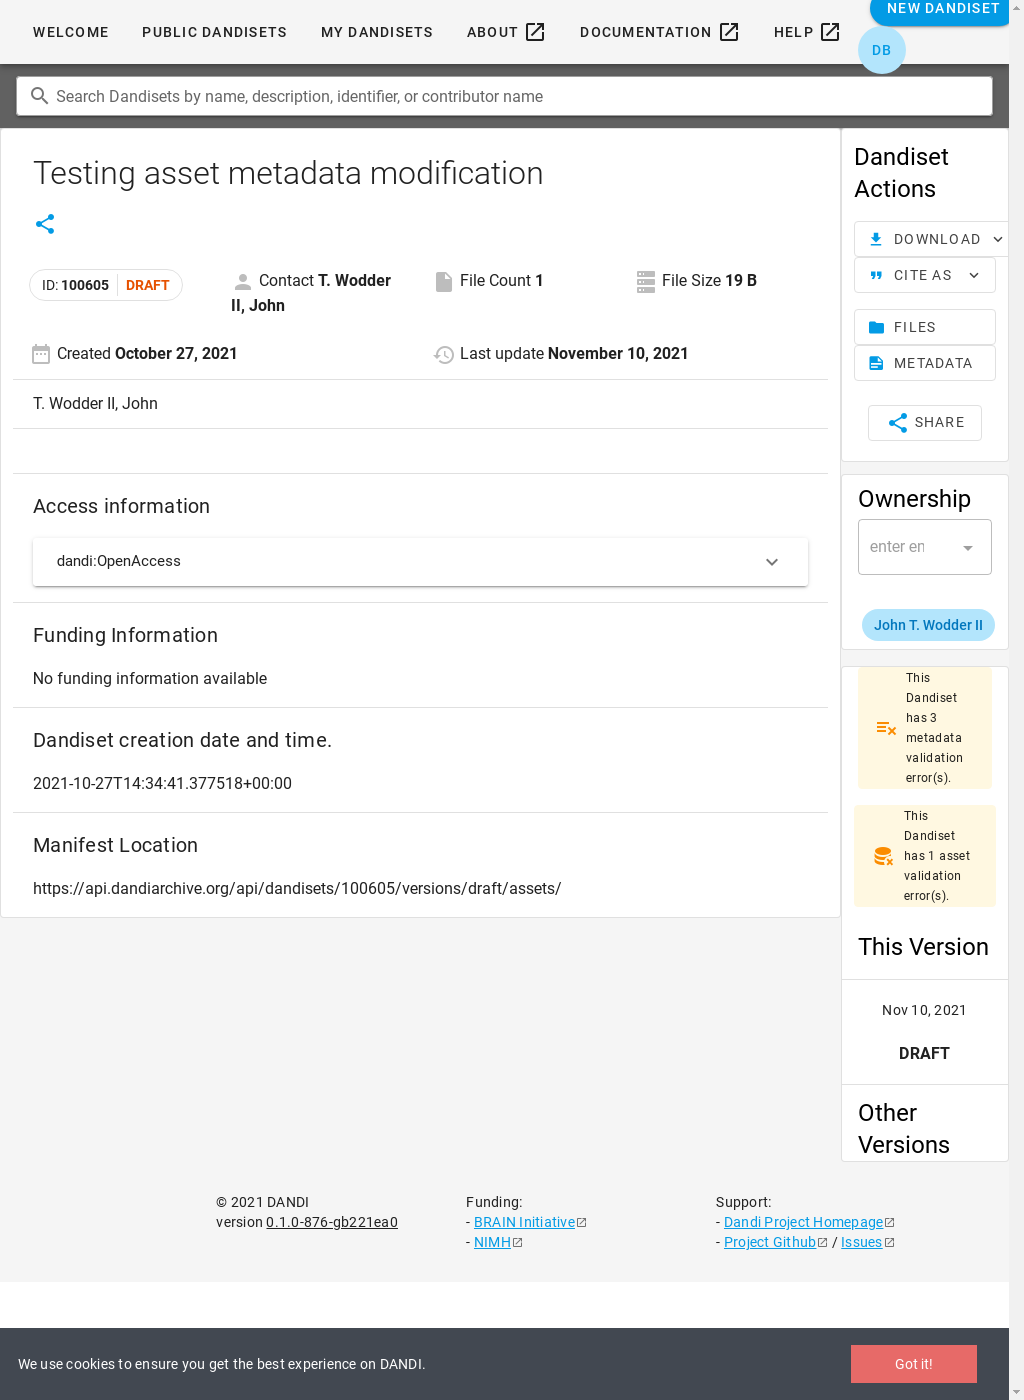 WELCOME PUBLIC DANDISETS MY DANDISETS ABOUT DOCUMENTATION HELP NEW DANDISET
DB
Search Dandisets by name, description, identifier, or contributor name
Testing asset metadata modification
ID: 100605 DRAFT
Contact T. Wodder
II, John
File Count 1
File Size 19 B
Created October 27, 2021
Last update November 10, 2021
T. Wodder II, John
Access information
dandi:OpenAccess
Funding Information
No funding information available
Dandiset creation date and time.
2021-10-27T14:34:41.377518+00:00
Manifest Location
https://api.dandiarchive.org/api/dandisets/100605/versions/draft/assets/
Dandiset
Actions
DOWNLOAD
CITE AS
FILES
METADATA
SHARE
Ownership
enter en
John T. Wodder II
This
Dandiset
has 3
metadata
validation
error(s).
This
Dandiset
has 1 asset
validation
error(s).
This Version
Nov 10, 2021
DRAFT
Other
Versions
© 2021 DANDI
version 0.1.0-876-gb221ea0
Funding:
- BRAIN Initiative
- NIMH
Support:
- Dandi Project Homepage
- Project Github / Issues
We use cookies to ensure you get the best experience on DANDI.
Got it!